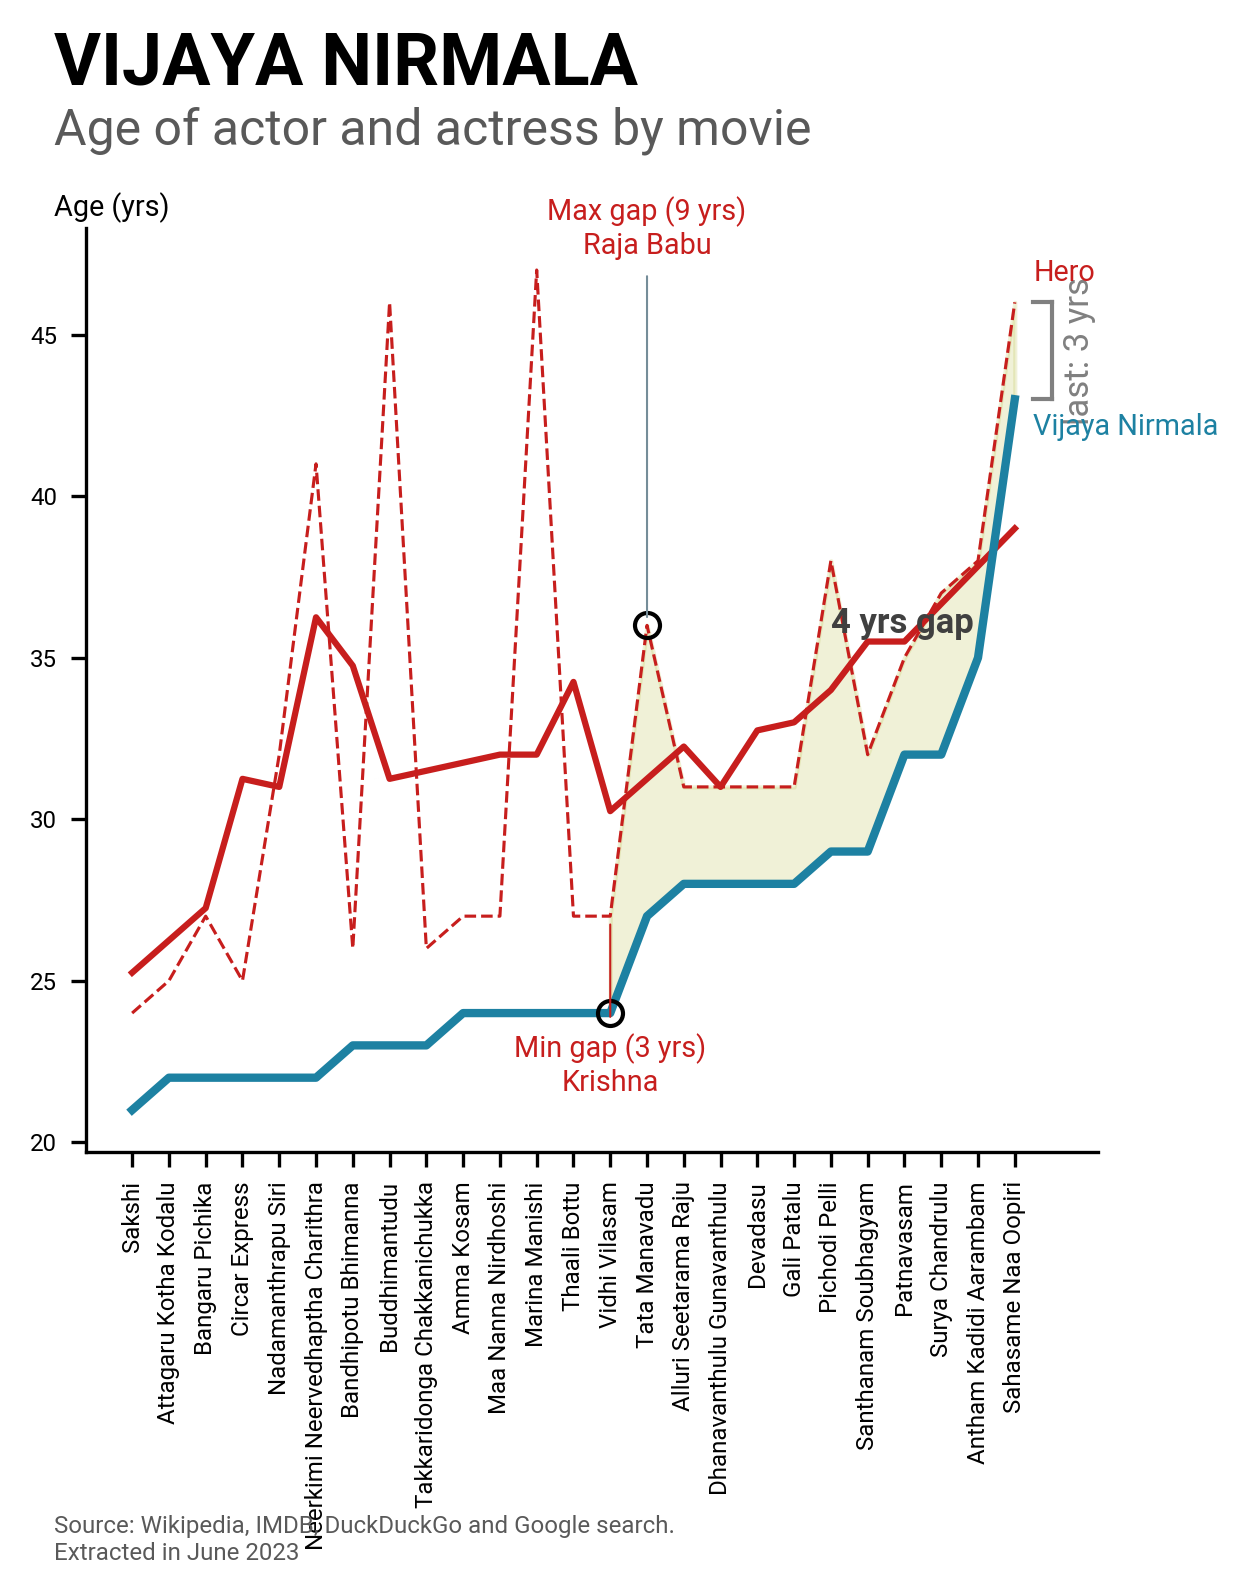 VIJAYA NIRMALA
Age of actor and actress by movie
Age (yrs)
Max gap (9 yrs)
Raja Babu
Hero
last: 3 yrs
Vijaya Nirmala
45
40
4 yrs gap
35
30
25
Min gap (3 yrs)
Krishna
20
Sakshi
Attagaru Kotha Kodalu
Bangaru Pichika
Circar Express
Nadamanthrapu Siri
Neerkimi Neervedhaptha Charithra
Bandhipotu Bhimanna
Buddhimantudu
Takkaridonga Chakkanichukka
Amma Kosam
Maa Nanna Nirdhoshi
Marina Manishi
Thaali Bottu
Vidhi Vilasam
Tata Manavadu
Alluri Seetarama Raju
Dhanavanthulu Gunavanthulu
Devadasu
Gali Patalu
Pichodi Pelli
Santhanam Soubhagyam
Patnavasam
Surya Chandrulu
Antham Kadidi Aarambam
Sahasame Naa Oopiri
Source: Wikipedia, IMDB, DuckDuckGo and Google search.
Extracted in June 2023